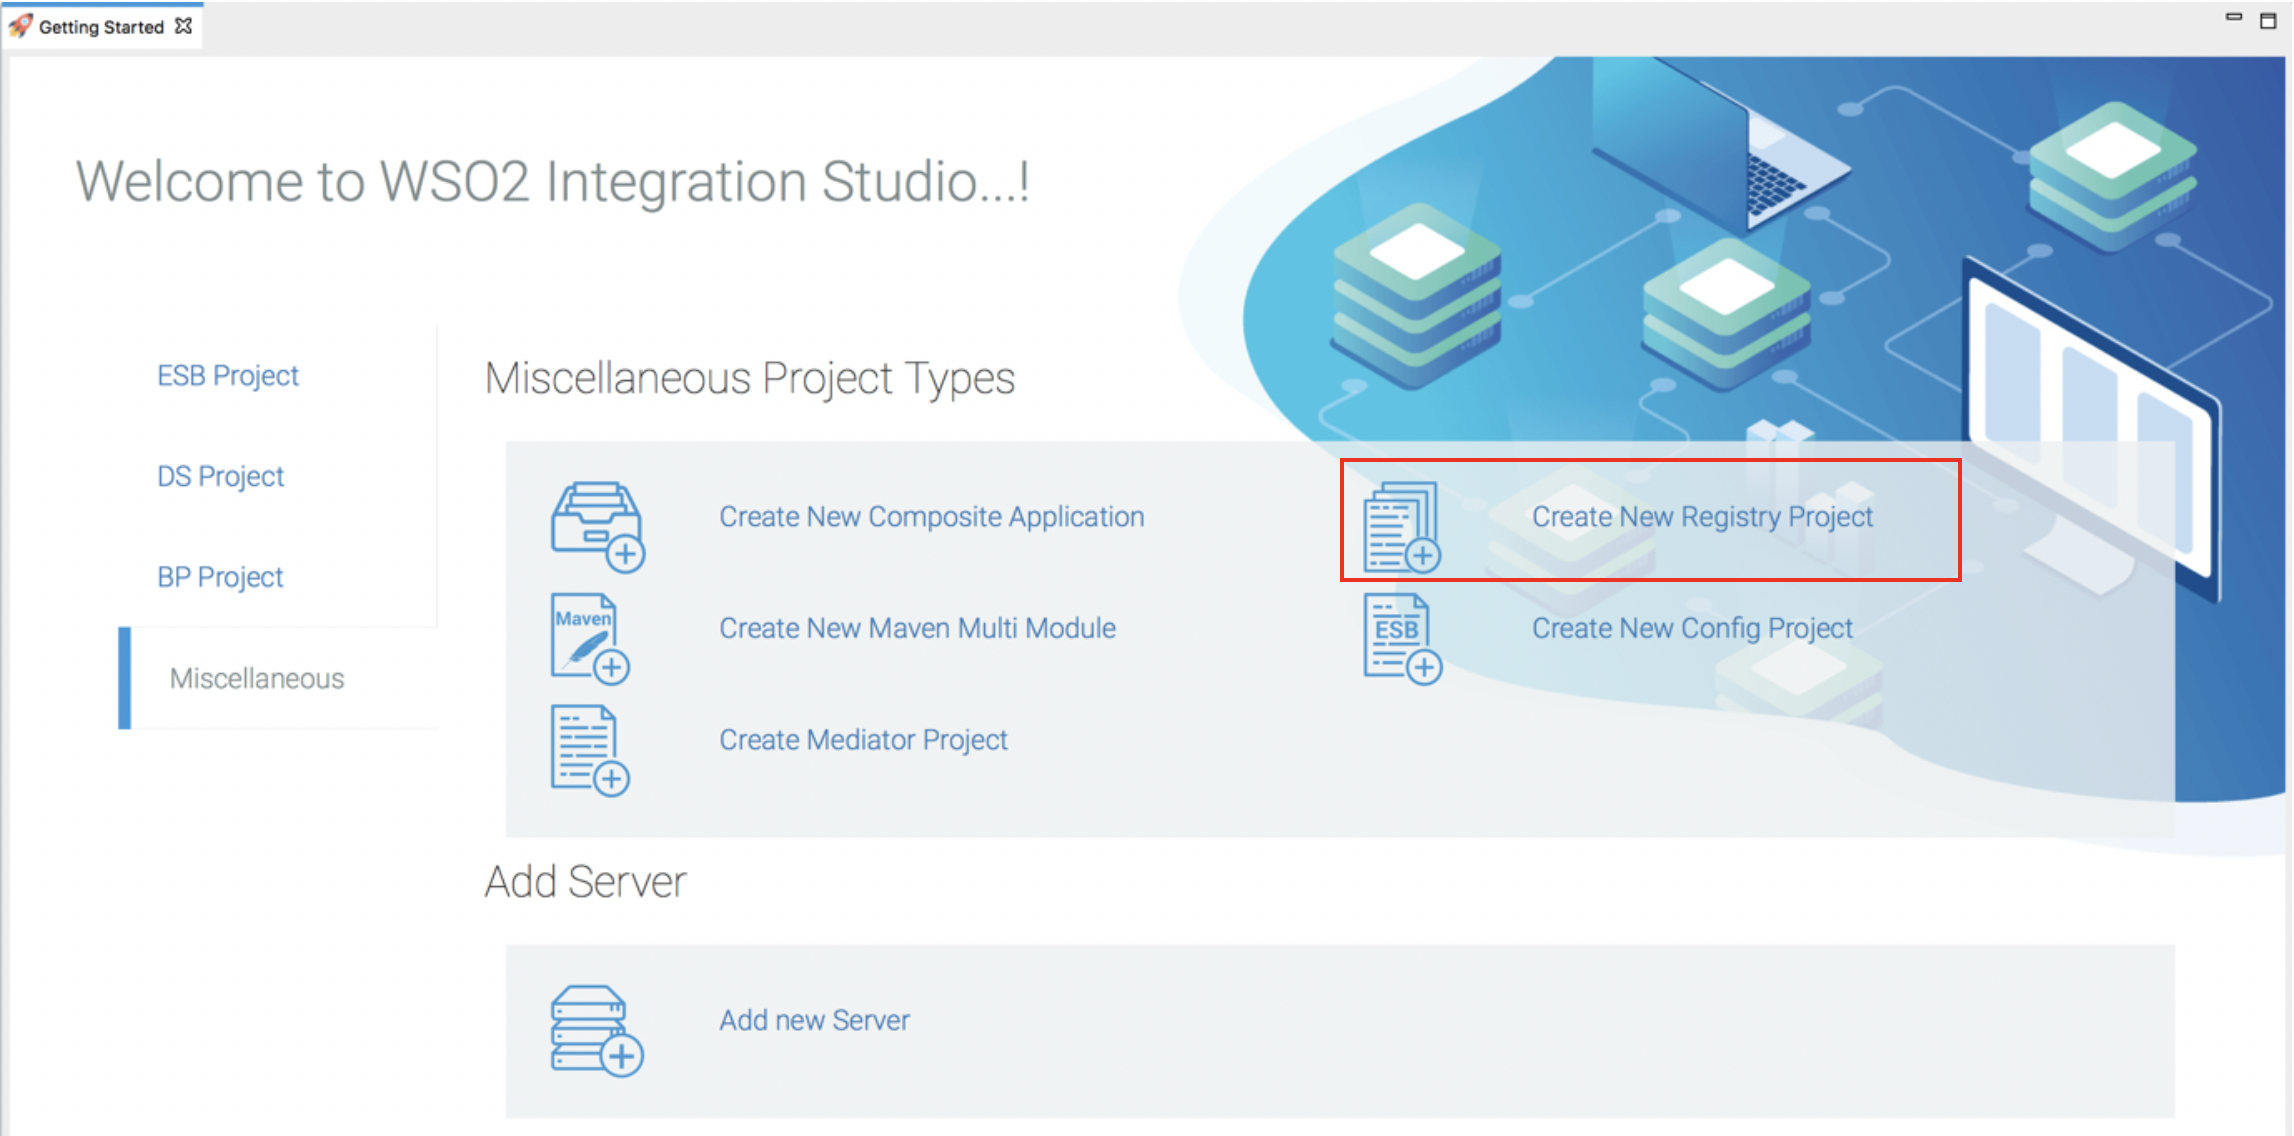 Getting Started
Welcome to WSO2 Integration Studio...!
ESB Project
DS Project
BP Project
Miscellaneous
Miscellaneous Project Types
Create New Composite Application
Create New Registry Project
Maven
Create New Maven Multi Module
ESB
Create New Config Project
Create Mediator Project
Add Server
Add new Server